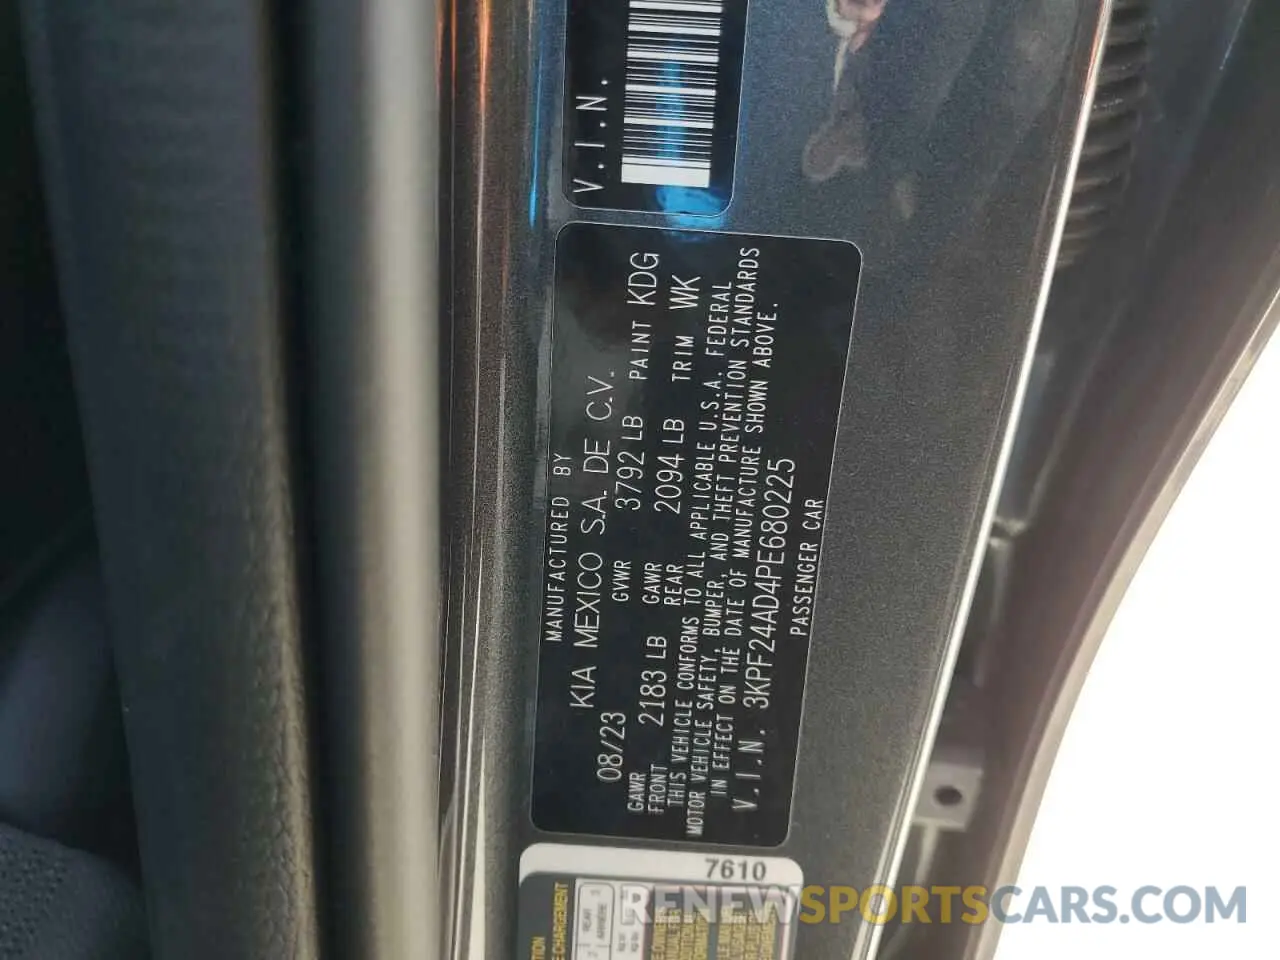 V.I.N.
MANUFACTURED BY
KIA MEXICO S.A. DE C.V.
08/23 GVWR 3792 LB PAINT KDG
GAWR FRONT 2183 LB GAWR REAR 2094 LB TRIM WK
THIS VEHICLE CONFORMS TO ALL APPLICABLE U.S.A. FEDERAL
MOTOR VEHICLE SAFETY, BUMPER, AND THEFT PREVENTION STANDARDS
IN EFFECT ON THE DATE OF MANUFACTURE SHOWN ABOVE.
V.I.N. 3KPF24AD4PE680225
PASSENGER CAR
7610
RENEWSPORTSCARS.COM